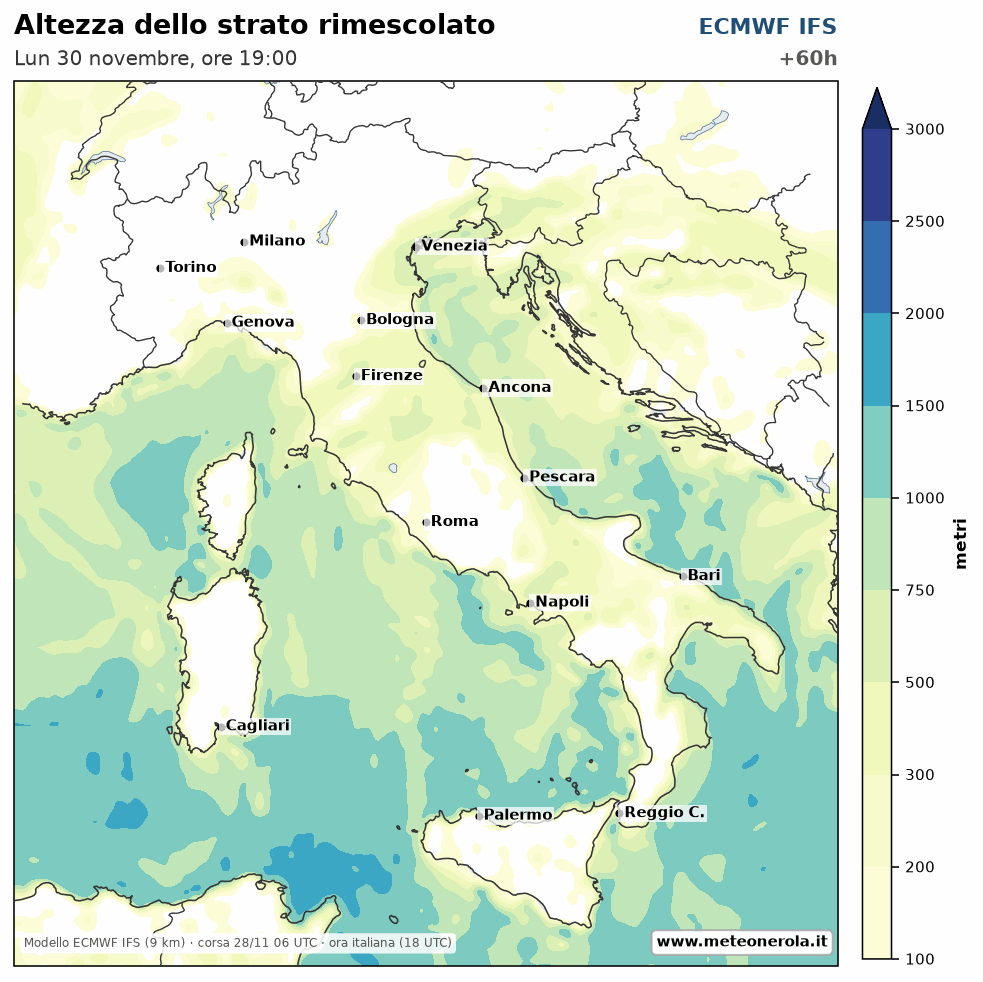 Altezza dello strato rimescolato
ECMWF IFS
Lun 30 novembre, ore 19:00
+60h
Milano
Venezia
Torino
Genova
Bologna
Firenze
Ancona
Pescara
Roma
Bari
Napoli
Cagliari
Palermo
Reggio C.
3000
2500
2000
1500
1000
750
500
300
200
100
metri
Modello ECMWF IFS (9 km) · corsa 28/11 06 UTC · ora italiana (18 UTC)
www.meteonerola.it